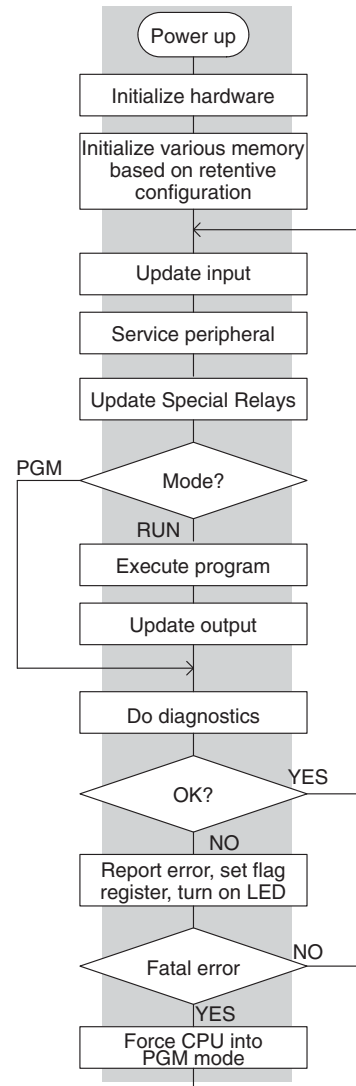 Power up
Initialize hardware
Initialize various memory
based on retentive
configuration
Update input
Service peripheral
Update Special Relays
PGM
Mode?
RUN
Execute program
Update output
Do diagnostics
YES
OK?
NO
Report error, set flag
register, turn on LED
NO
Fatal error
YES
Force CPU into
PGM mode